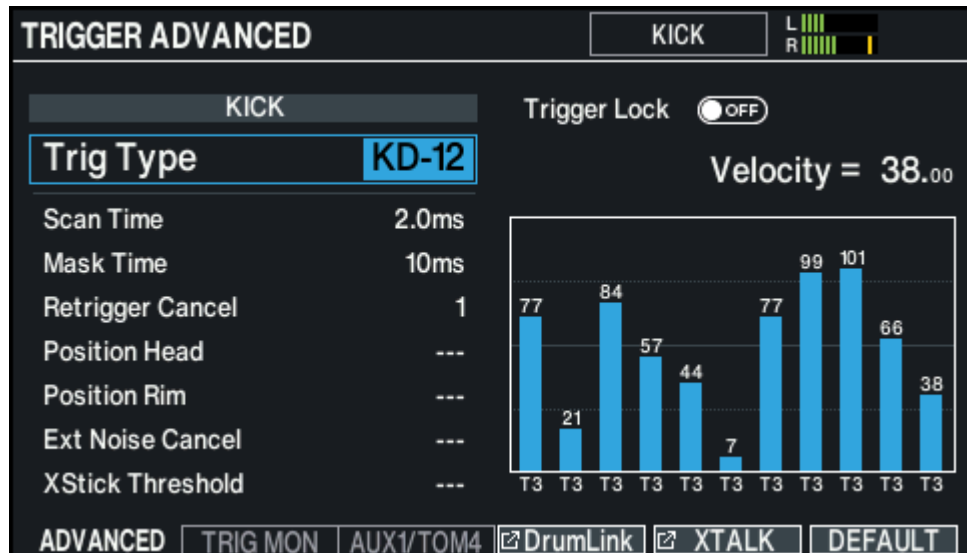 TRIGGER ADVANCED KICK L
R
KICK
Trig Type KD-12
Scan Time 2.0ms
Mask Time 10ms
Retrigger Cancel 1
Position Head ---
Position Rim ---
Ext Noise Cancel ---
XStick Threshold ---
Trigger Lock OFF
Velocity = 38.00
77 21 84 57 44 7 77 99 101 66 38
T3 T3 T3 T3 T3 T3 T3 T3 T3 T3 T3
ADVANCED TRIG MON AUX1/TOM4 DrumLink XTALK DEFAULT